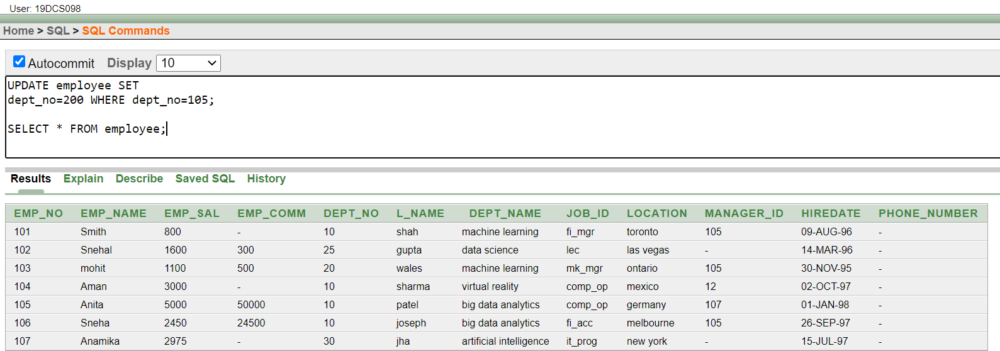 User: 19DCS098
Home > SQL > SQL Commands
Autocommit Display 10
UPDATE employee SET
dept_no=200 WHERE dept_no=105;
SELECT * FROM employee;
Results Explain Describe Saved SQL History
EMP_NO EMP_NAME EMP_SAL EMP_COMM DEPT_NO L_NAME DEPT_NAME JOB_ID LOCATION MANAGER_ID HIREDATE PHONE_NUMBER
101 Smith 800 - 10 shah machine learning fi_mgr toronto 105 09-AUG-96 -
102 Snehal 1600 300 25 gupta data science lec las vegas - 14-MAR-96 -
103 mohit 1100 500 20 wales machine learning mk_mgr ontario 105 30-NOV-95 -
104 Aman 3000 - 10 sharma virtual reality comp_op mexico 12 02-OCT-97 -
105 Anita 5000 50000 10 patel big data analytics comp_op germany 107 01-JAN-98 -
106 Sneha 2450 24500 10 joseph big data analytics fi_acc melbourne 105 26-SEP-97 -
107 Anamika 2975 - 30 jha artificial intelligence it_prog new york - 15-JUL-97 -